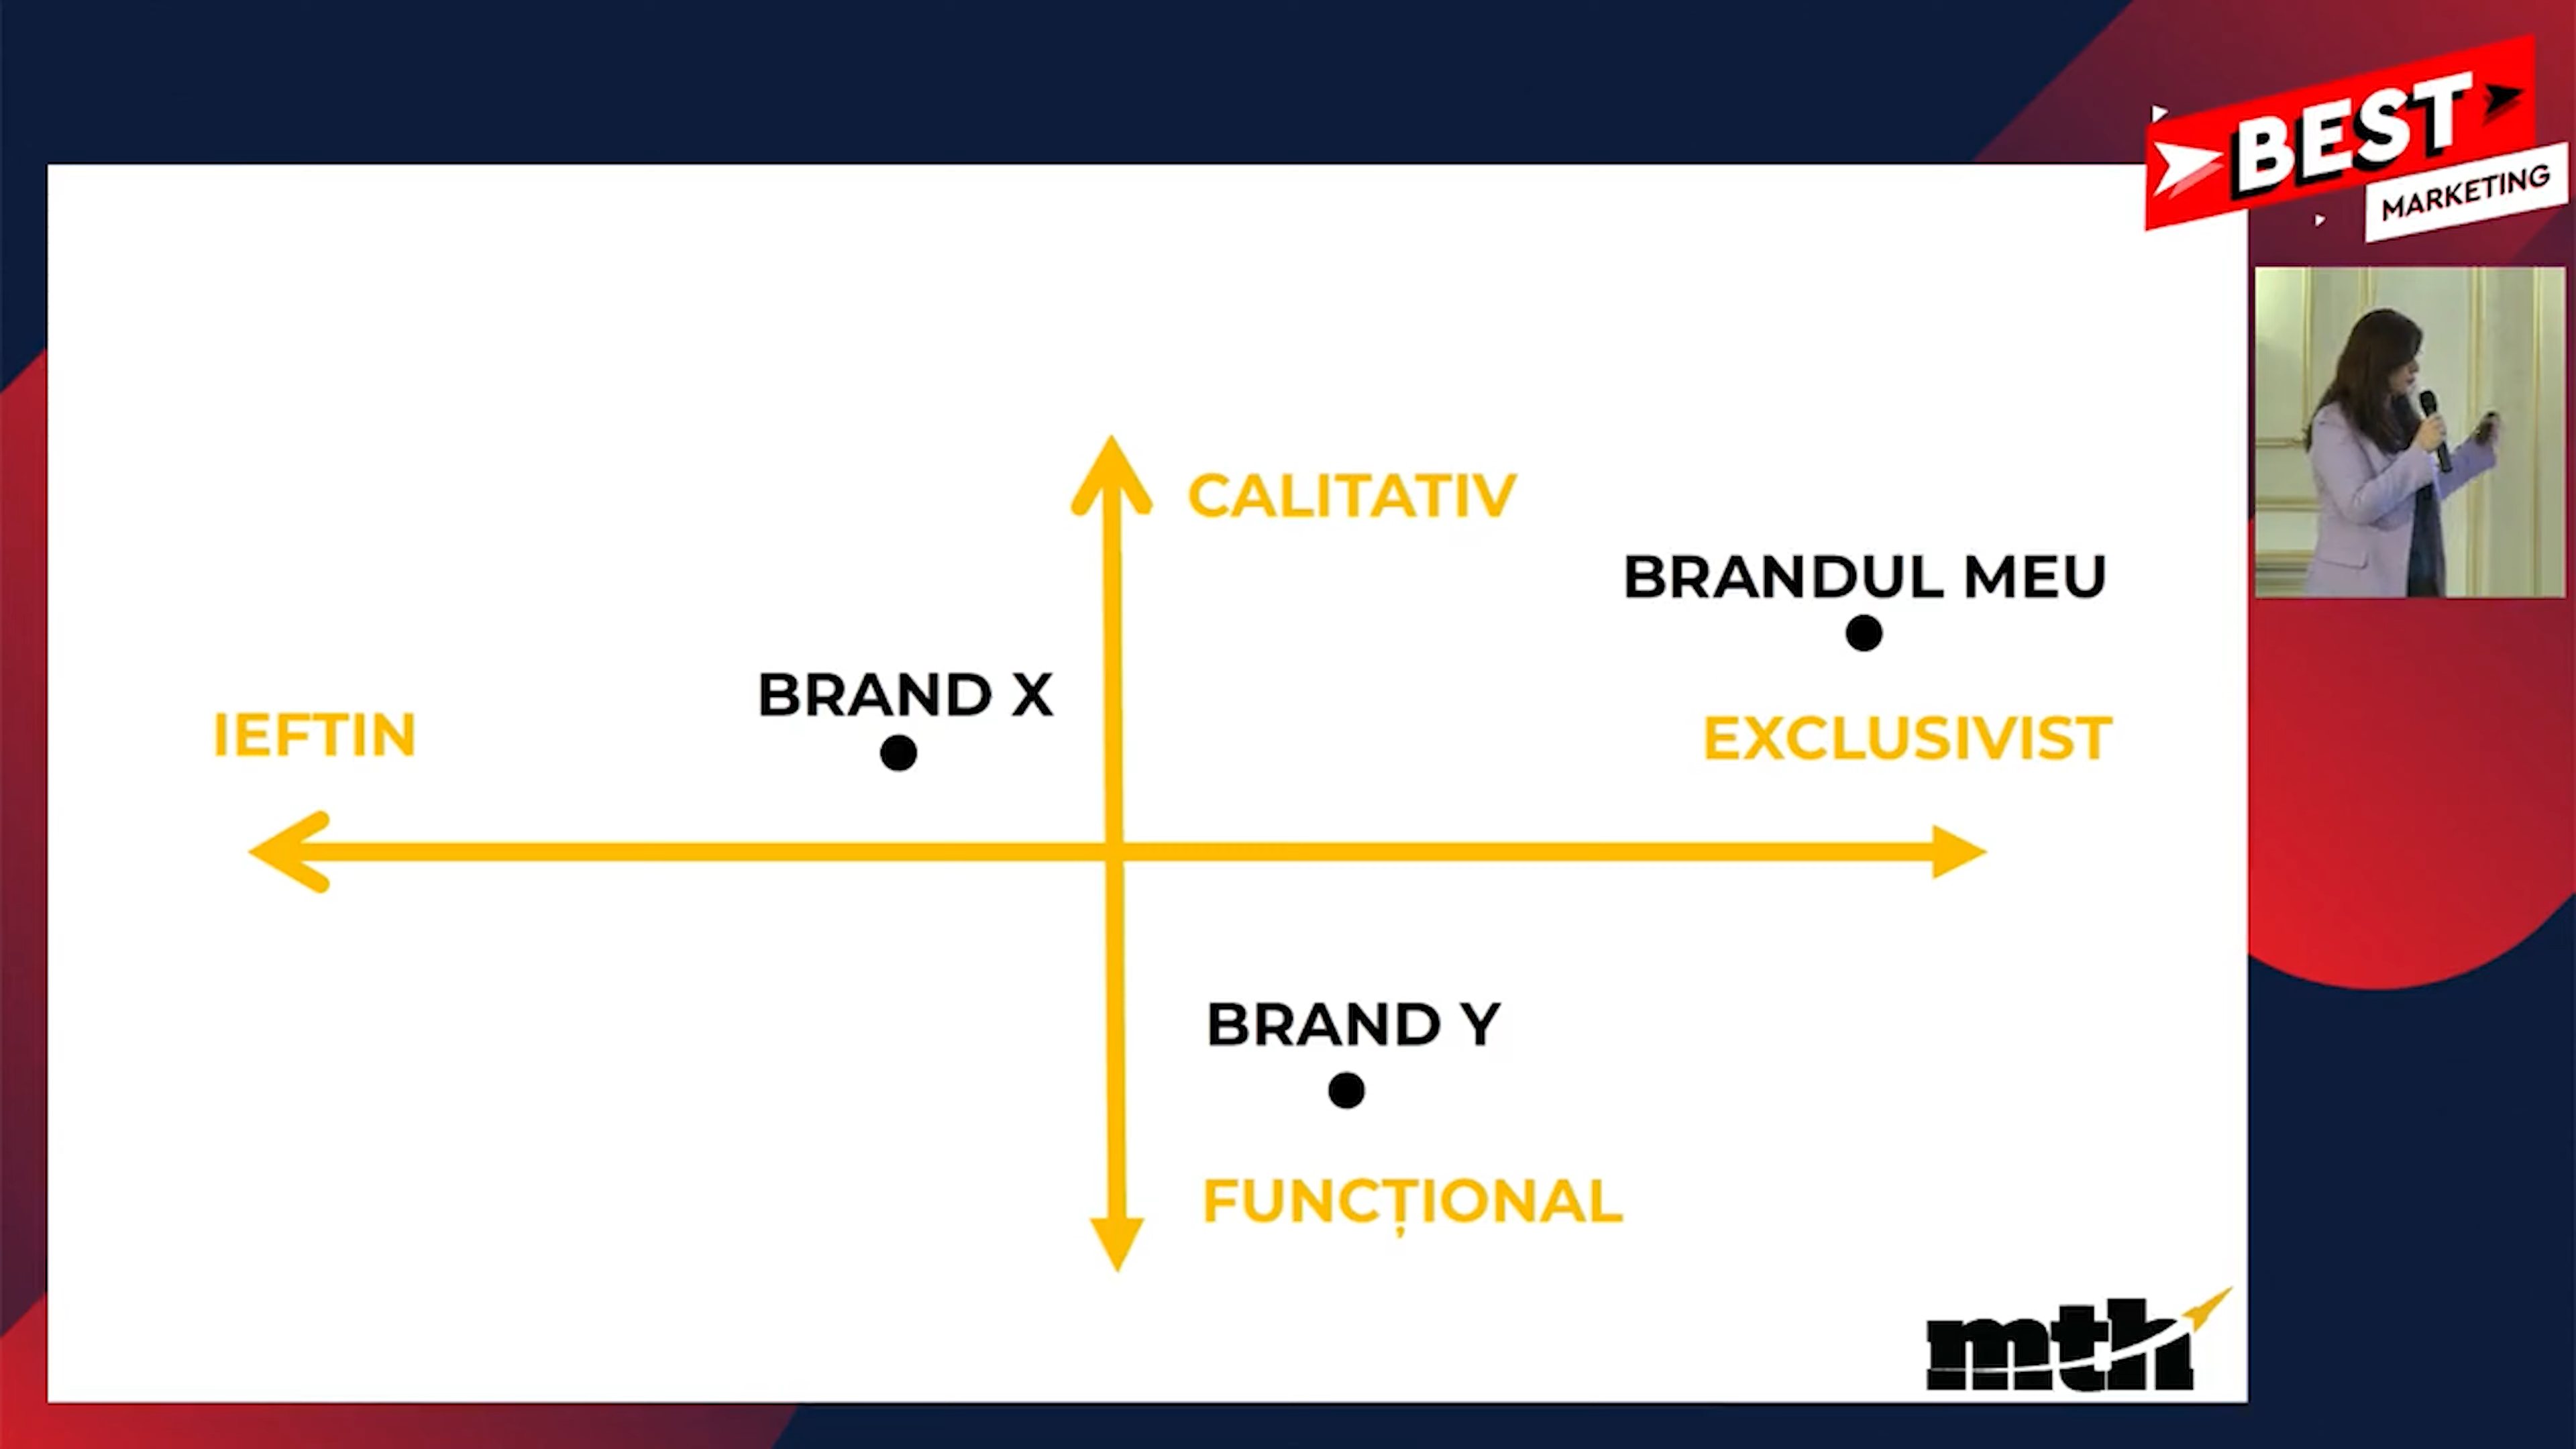 BEST
MARKETING
CALITATIV
BRANDUL MEU
BRAND X
IEFTIN
EXCLUSIVIST
BRAND Y
FUNCȚIONAL
mth